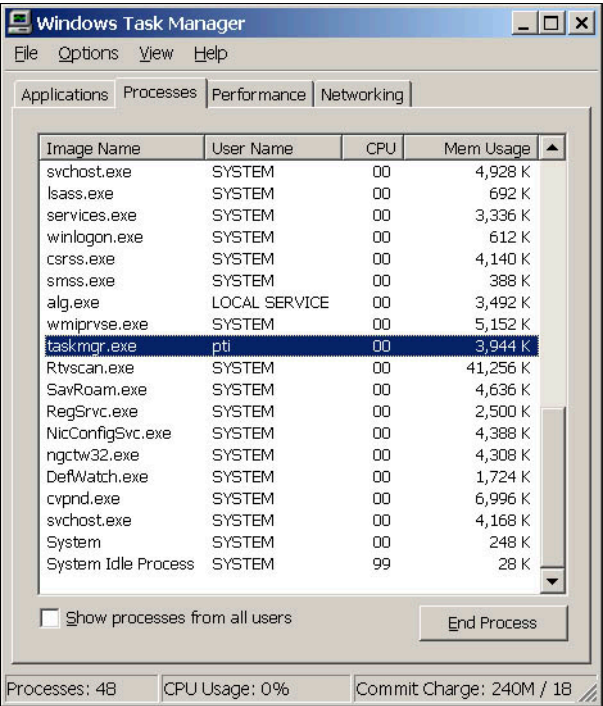 Windows Task Manager
File Options View Help
Applications Processes Performance Networking
Image Name User Name CPU Mem Usage
svchost.exe SYSTEM 00 4,928 K
lsass.exe SYSTEM 00 692 K
services.exe SYSTEM 00 3,336 K
winlogon.exe SYSTEM 00 612 K
csrss.exe SYSTEM 00 4,140 K
smss.exe SYSTEM 00 388 K
alg.exe LOCAL SERVICE 00 3,492 K
wmiprvse.exe SYSTEM 00 5,152 K
taskmgr.exe pti 00 3,944 K
Rtvscan.exe SYSTEM 00 41,256 K
SavRoam.exe SYSTEM 00 4,636 K
RegSrvc.exe SYSTEM 00 2,500 K
NicConfigSvc.exe SYSTEM 00 4,388 K
ngctw32.exe SYSTEM 00 4,308 K
DefWatch.exe SYSTEM 00 1,724 K
cvpnd.exe SYSTEM 00 6,996 K
svchost.exe SYSTEM 00 4,168 K
System SYSTEM 00 248 K
System Idle Process SYSTEM 99 28 K
Show processes from all users
End Process
Processes: 48 CPU Usage: 0% Commit Charge: 240M / 18